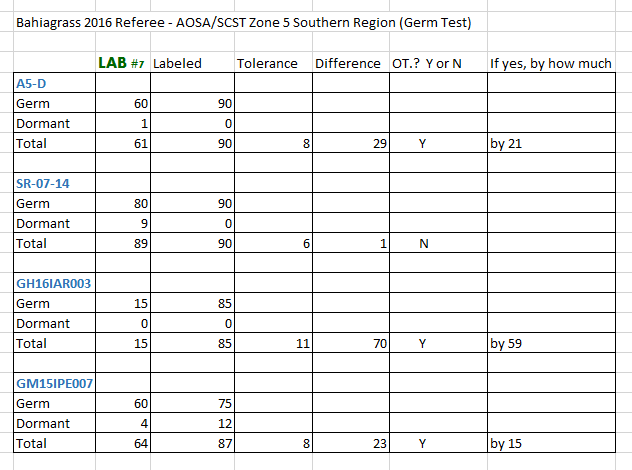 Bahiagrass 2016 Referee - AOSA/SCST Zone 5 Southern Region (Germ Test)
LAB #7 Labeled Tolerance Difference OT.? Y or N If yes, by how much
A5-D
Germ 60 90
Dormant 1 0
Total 61 90 8 29 Y by 21
SR-07-14
Germ 80 90
Dormant 9 0
Total 89 90 6 1 N
GH16IAR003
Germ 15 85
Dormant 0 0
Total 15 85 11 70 Y by 59
GM15IPE007
Germ 60 75
Dormant 4 12
Total 64 87 8 23 Y by 15